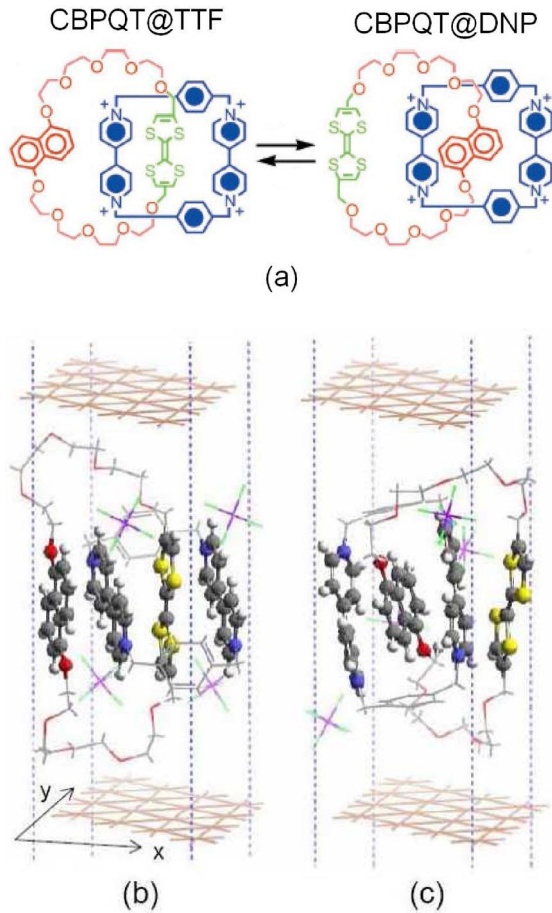 CBPQT@TTF
CBPQT@DNP
O O
O O
O
+N N+
S S
S S
+N N+
O O
O O
O O
O O
O O
O
+N N+
S S
S S
+N N+
O O
O O
O O
(a)
y
x
(b)
(c)